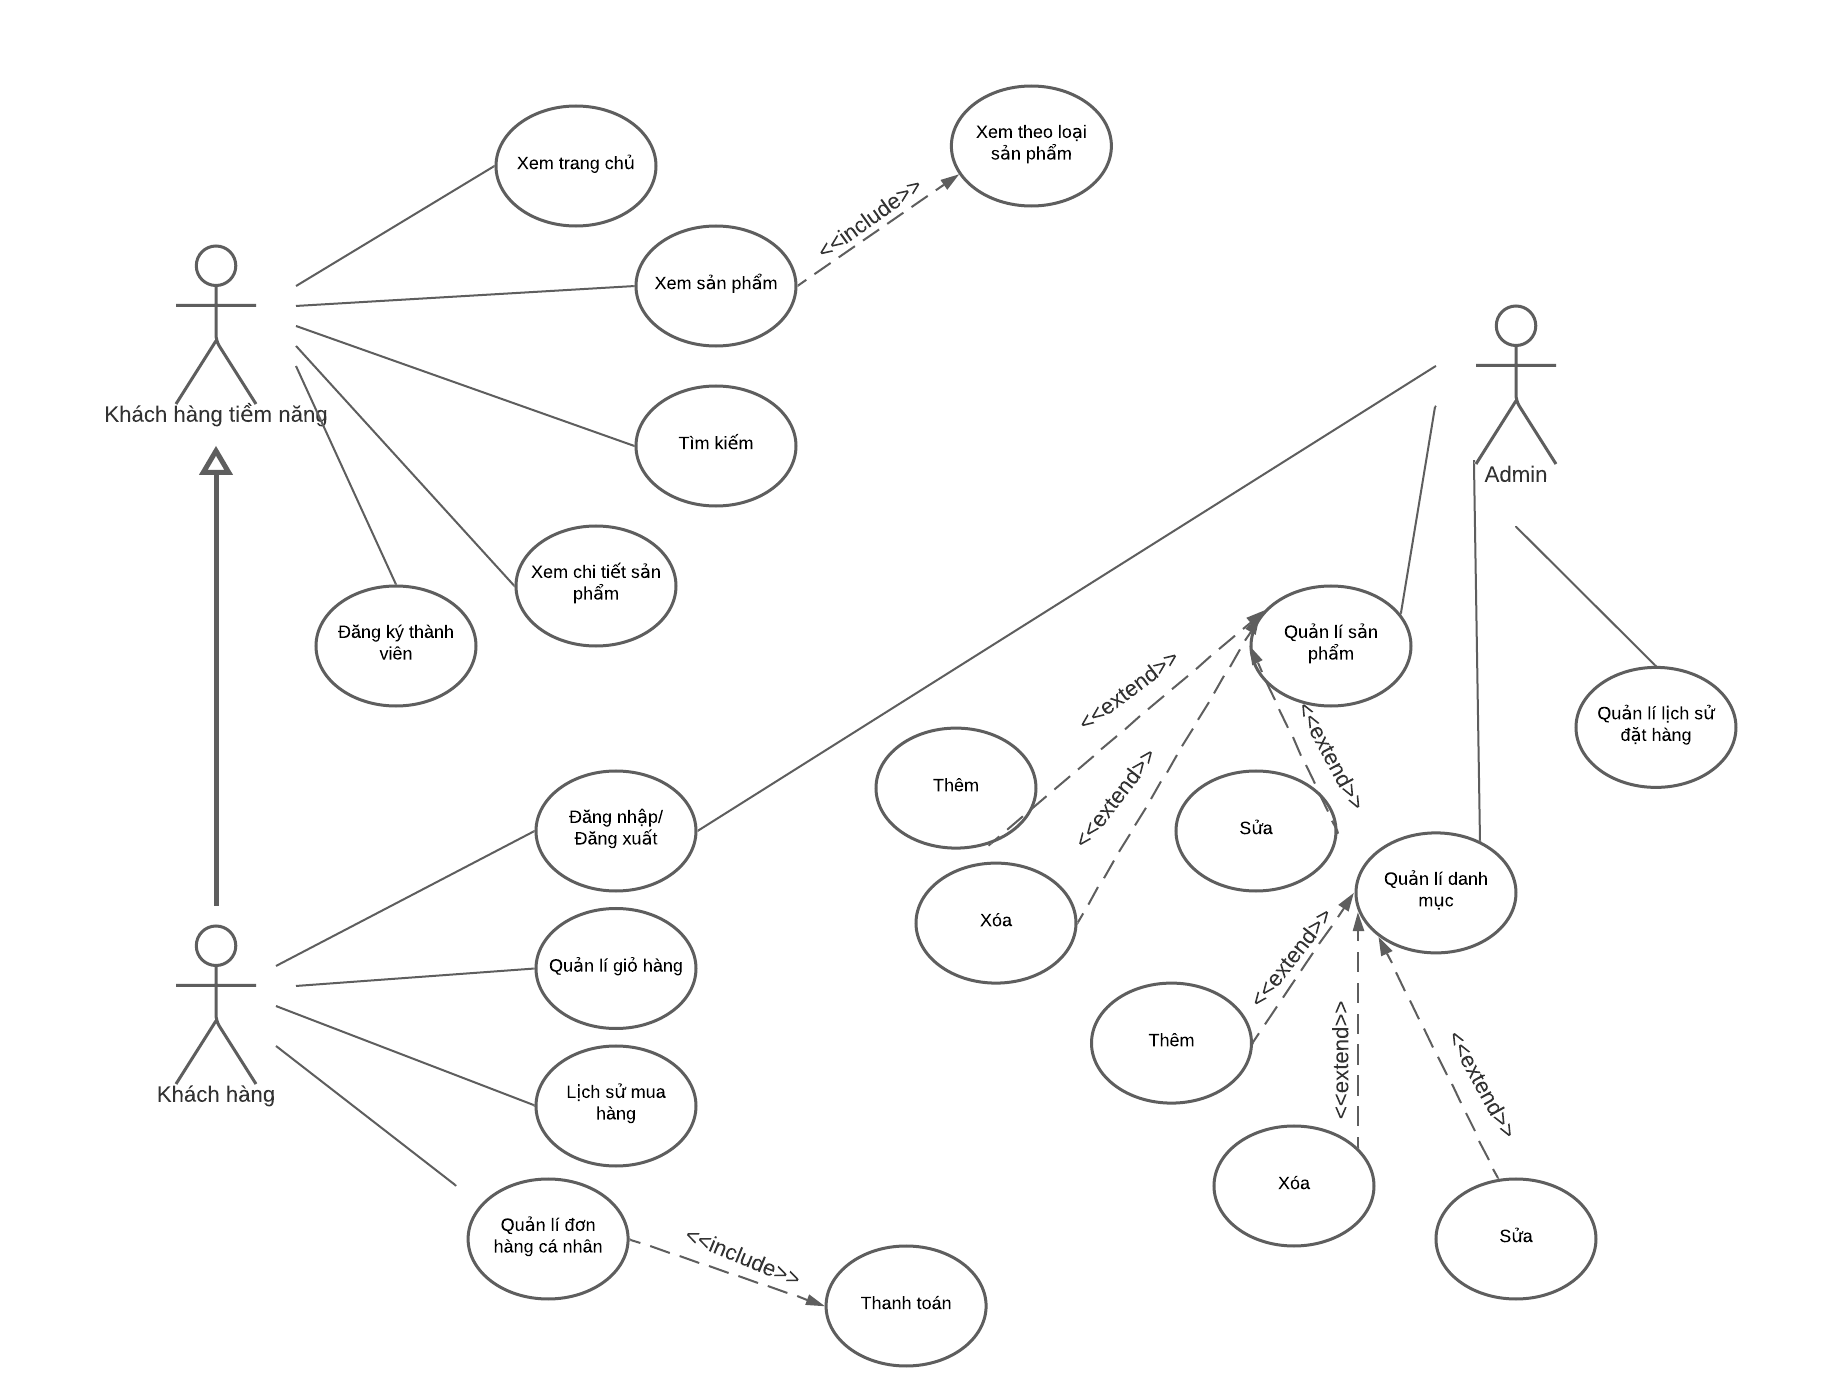 Xem theo loại
sản phẩm
Xem trang chủ
<<include>>
Xem sản phẩm
Khách hàng tiềm năng
Tìm kiếm
Admin
Xem chi tiết sản
phẩm
Đăng ký thành
viên
Quản lí sản
phẩm
<<extend>>
<<extend>>
<<extend>>
Quản lí lịch sử
đặt hàng
Thêm
Đăng nhập/
Đăng xuất
Sửa
Quản lí danh
mục
Xóa
Quản lí giỏ hàng
<<extend>>
<<extend>>
<<extend>>
Thêm
Khách hàng
Lịch sử mua
hàng
Xóa
Quản lí đơn
hàng cá nhân
Sửa
<<include>>
Thanh toán